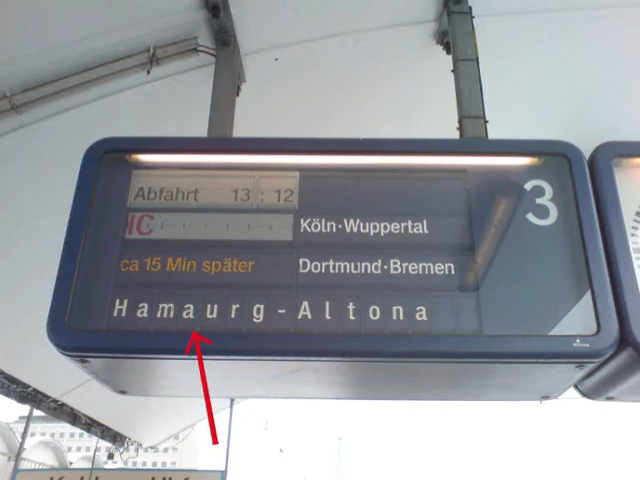 Abfahrt 13:12
3
IC
Köln·Wuppertal
ca 15 Min später
Dortmund·Bremen
Hamaurg-Altona